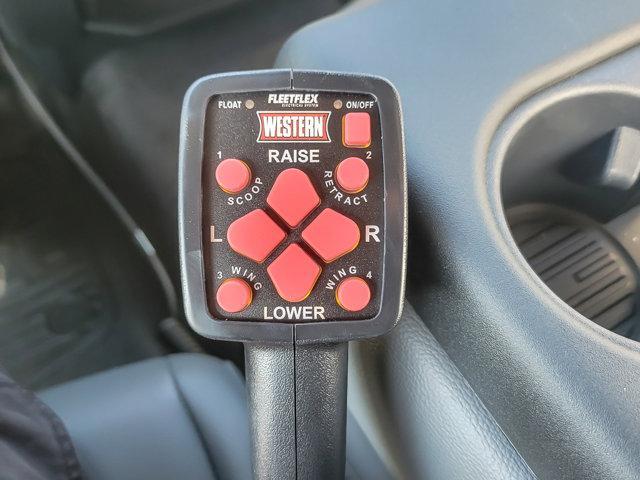 FLOAT FLEETFLEX ON/OFF
ELECTRICAL SYSTEM
WESTERN
1 RAISE 2
SCOOP RETRACT
L R
3 WING WING 4
LOWER